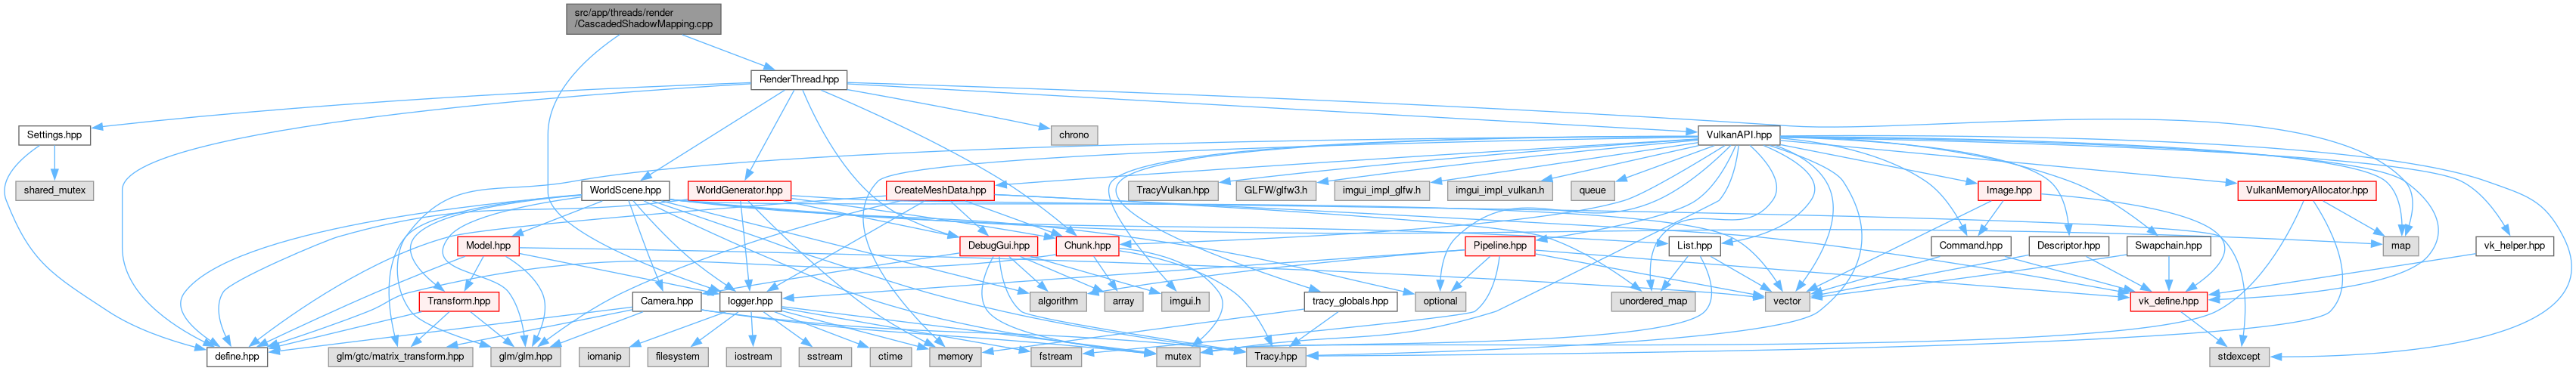 src/app/threads/render
/CascadedShadowMapping.cpp
RenderThread.hpp
Settings.hpp
chrono
VulkanAPI.hpp
shared_mutex
WorldScene.hpp
WorldGenerator.hpp
CreateMeshData.hpp
TracyVulkan.hpp
GLFW/glfw3.h
imgui_impl_glfw.h
imgui_impl_vulkan.h
queue
Image.hpp
VulkanMemoryAllocator.hpp
Model.hpp
DebugGui.hpp
Chunk.hpp
Pipeline.hpp
List.hpp
Command.hpp
Descriptor.hpp
Swapchain.hpp
map
vk_helper.hpp
Transform.hpp
Camera.hpp
logger.hpp
algorithm
array
imgui.h
tracy_globals.hpp
optional
unordered_map
vector
vk_define.hpp
define.hpp
glm/gtc/matrix_transform.hpp
glm/glm.hpp
iomanip
filesystem
iostream
sstream
ctime
memory
fstream
mutex
Tracy.hpp
stdexcept